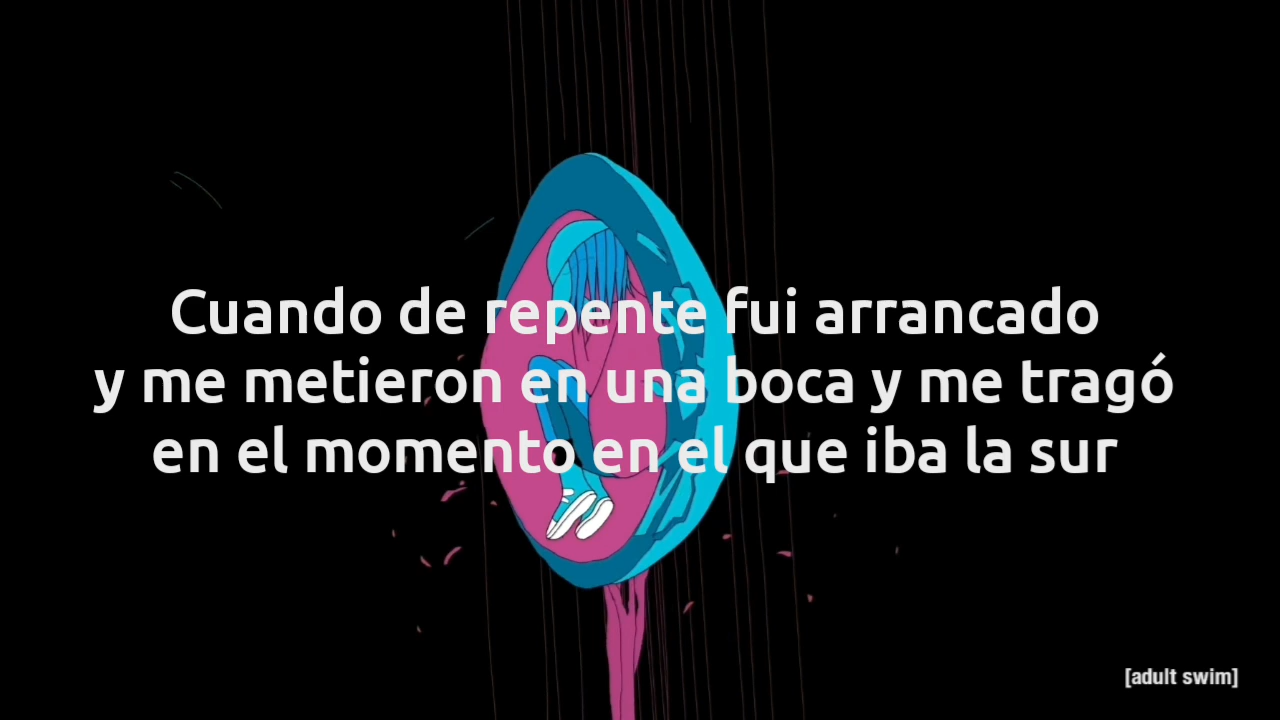 Cuando de repente fui arrancado
y me metieron en una boca y me tragó
en el momento en el que iba la sur
[adult swim]